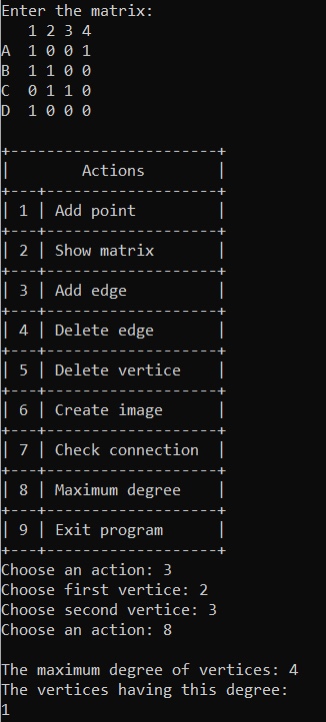 Enter the matrix:
   1 2 3 4
A  1 0 0 1
B  1 1 0 0
C  0 1 1 0
D  1 0 0 0

+-----------------------+
|        Actions        |
+---+-------------------+
| 1 | Add point         |
+---+-------------------+
| 2 | Show matrix       |
+---+-------------------+
| 3 | Add edge          |
+---+-------------------+
| 4 | Delete edge       |
+---+-------------------+
| 5 | Delete vertice    |
+---+-------------------+
| 6 | Create image      |
+---+-------------------+
| 7 | Check connection  |
+---+-------------------+
| 8 | Maximum degree    |
+---+-------------------+
| 9 | Exit program      |
+---+-------------------+
Choose an action: 3
Choose first vertice: 2
Choose second vertice: 3
Choose an action: 8

The maximum degree of vertices: 4
The vertices having this degree:
1